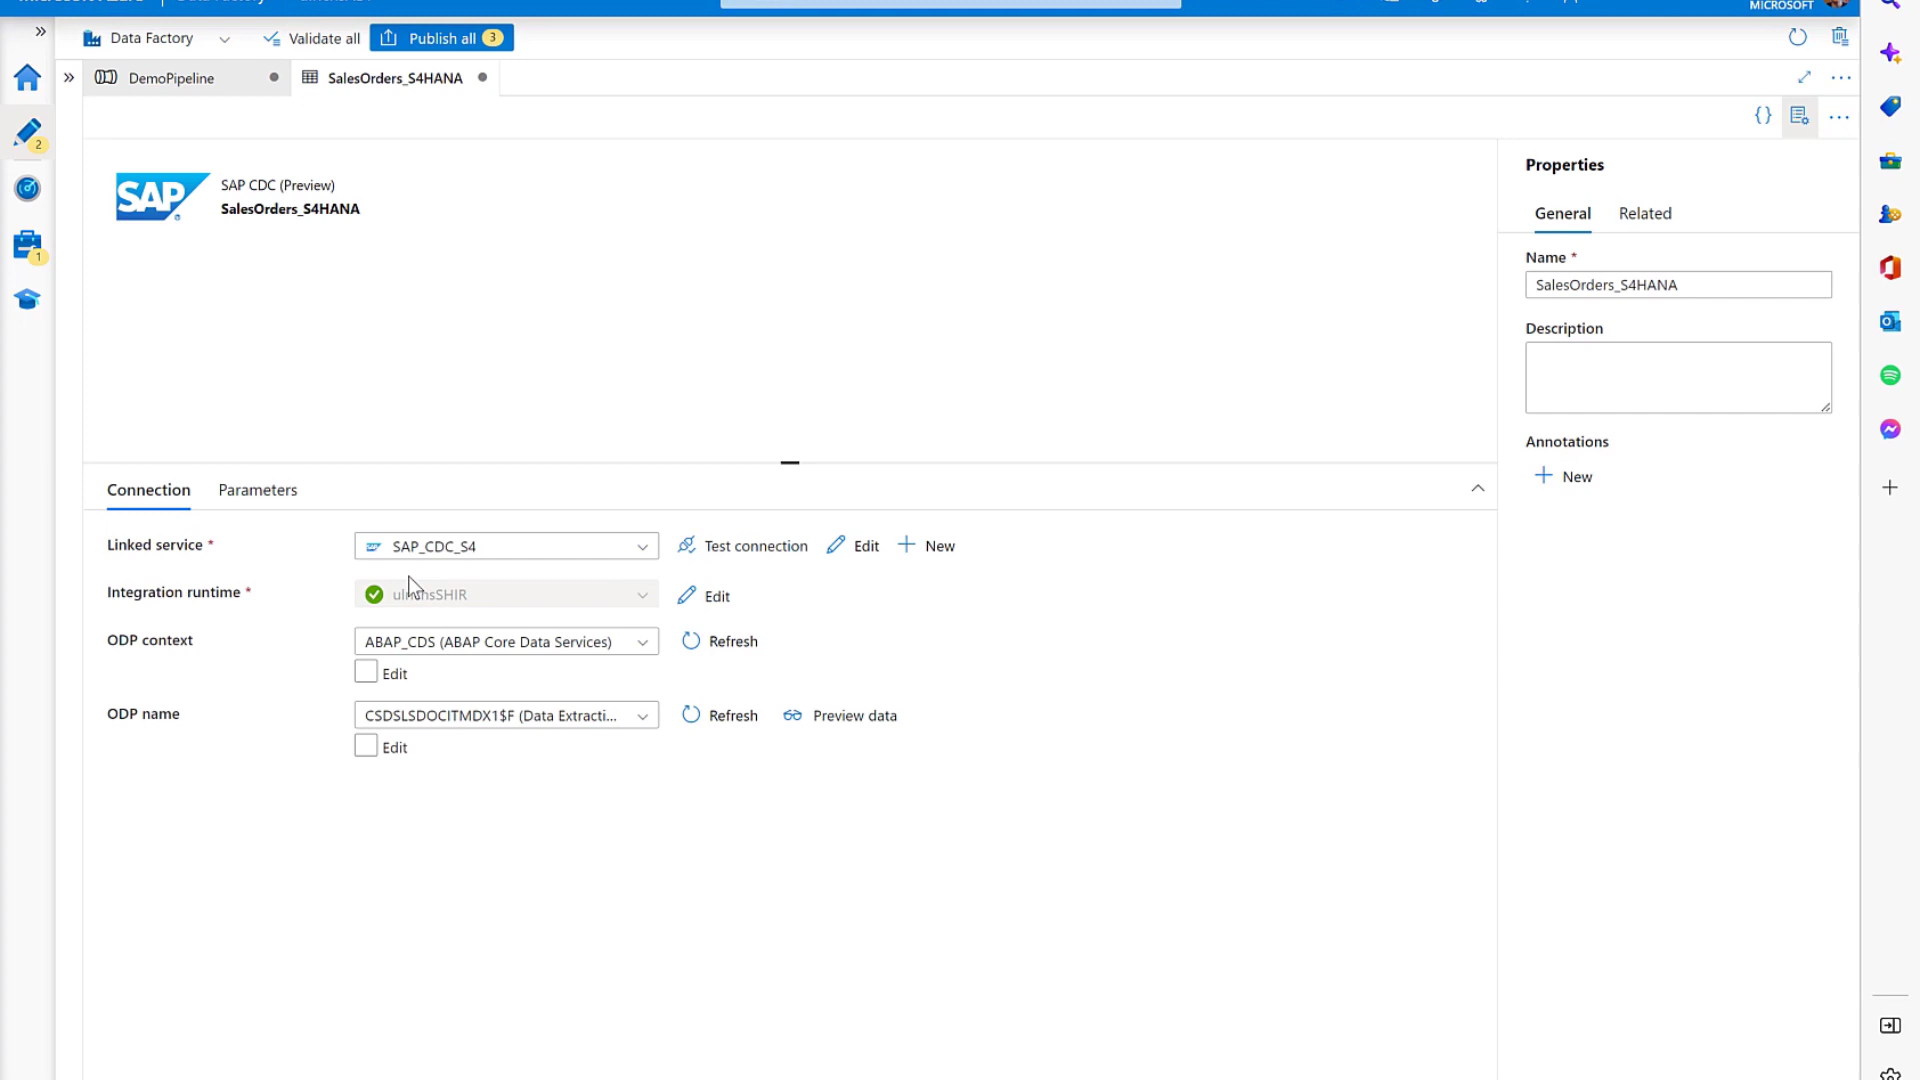 MICROSOFT
Data Factory
Validate all
Publish all 3
DemoPipeline
SalesOrders_S4HANA
{}
2
1
SAP
SAP CDC (Preview)
SalesOrders_S4HANA
Properties
General Related
Name *
SalesOrders_S4HANA
Description
Annotations
New
Connection Parameters
Linked service * SAP_CDC_S4 Test connection Edit New
Integration runtime * Edit
ODP context ABAP_CDS (ABAP Core Data Services) Refresh
Edit
ODP name CSDSLSDOCITMDX1$F (Data Extracti... Refresh Preview data
Edit